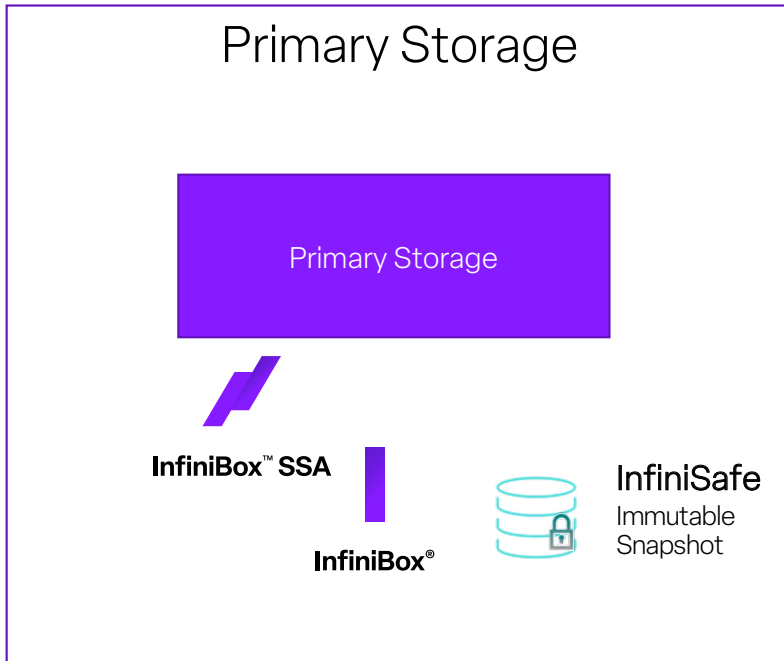 Primary Storage
Primary Storage
InfiniBox™ SSA
InfiniBox®
InfiniSafe
Immutable
Snapshot